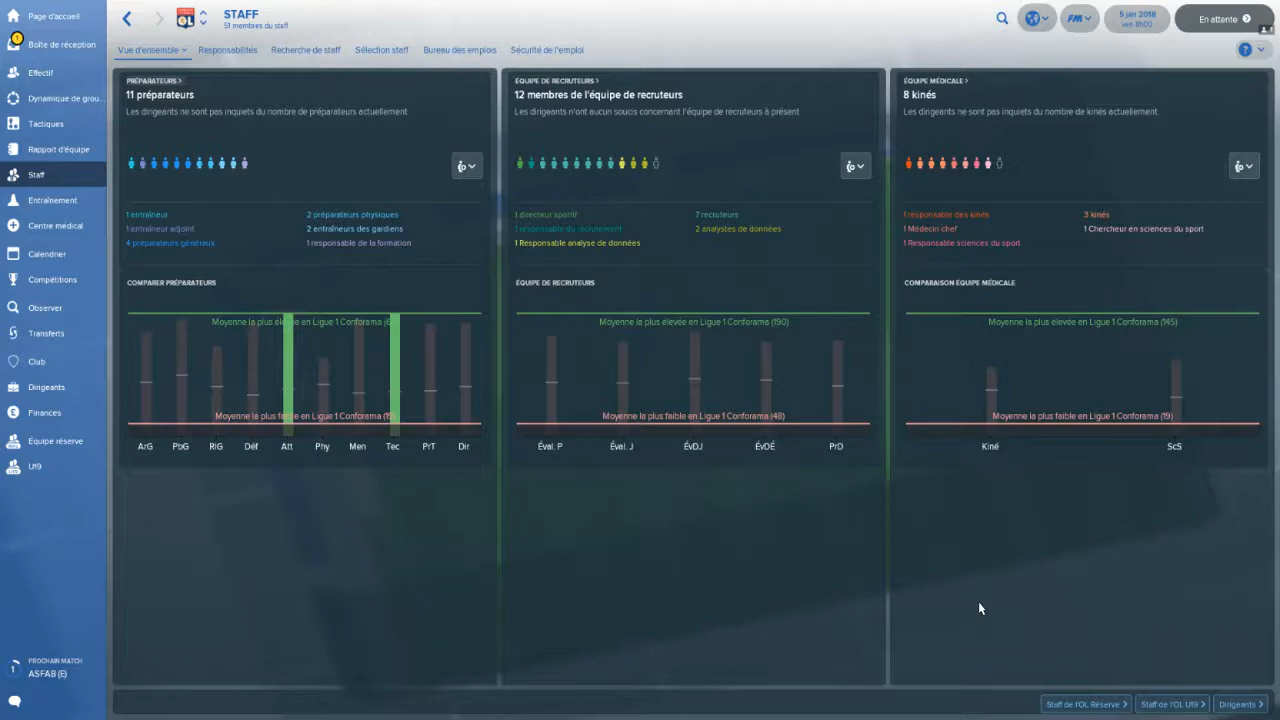 Page d'accueil
Boîte de réception
Effectif
Dynamique de grou...
Tactiques
Rapport d'équipe
Staff
Entraînement
Centre médical
Calendrier
Compétitions
Observer
Transferts
Club
Dirigeants
Finances
Équipe réserve
U19
PROCHAIN MATCH
ASFAB (E)
OL
STAFF
51 membres du staff
FM
5 jan 2018
ven 8h00
En attente
Vue d'ensemble
Responsabilités
Recherche de staff
Sélection staff
Bureau des emplois
Sécurité de l'emploi
PRÉPARATEURS >
11 préparateurs
Les dirigeants ne sont pas inquiets du nombre de préparateurs actuellement.
1 entraîneur
2 préparateurs physiques
1 entraîneur adjoint
2 entraîneurs des gardiens
4 préparateurs généraux
1 responsable de la formation
COMPARER PRÉPARATEURS
Moyenne la plus élevée en Ligue 1 Conforama
Moyenne la plus faible en Ligue 1 Conforama
ArG PbG RlG Déf Att Phy Men Tec PrT Dir
ÉQUIPE DE RECRUTEURS >
12 membres de l'équipe de recruteurs
Les dirigeants n'ont aucun soucis concernant l'équipe de recruteurs à présent
1 directeur sportif
7 recruteurs
1 responsable du recrutement
2 analystes de données
1 Responsable analyse de données
ÉQUIPE DE RECRUTEURS
Moyenne la plus élevée en Ligue 1 Conforama (190)
Moyenne la plus faible en Ligue 1 Conforama (48)
Éval. P Éval. J ÉvDJ ÉvDÉ PrD
ÉQUIPE MÉDICALE >
8 kinés
Les dirigeants ne sont pas inquiets du nombre de kinés actuellement.
1 responsable des kinés
3 kinés
1 Médecin chef
1 Chercheur en sciences du sport
1 Responsable sciences du sport
COMPARAISON ÉQUIPE MÉDICALE
Moyenne la plus élevée en Ligue 1 Conforama (145)
Moyenne la plus faible en Ligue 1 Conforama (19)
Kiné ScS
Staff de l'OL Réserve >
Staff de l'OL U19 >
Dirigeants >